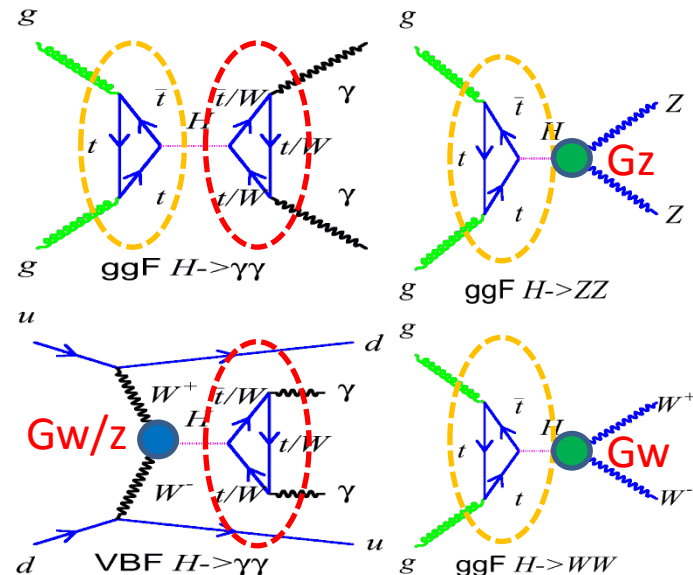 g
t̄
t̄/W
γ
H
t
t/W
t
t/W
γ
g
ggF H->γγ
g
t̄
Z
H
t
Gz
t
Z
g
ggF H->ZZ
u
d
W⁺
t̄/W
γ
H
Gw/z
t/W
W⁻
t/W
γ
d
VBF H->γγ
u
g
t̄
W⁺
H
t
Gw
t
W⁻
g
ggF H->WW